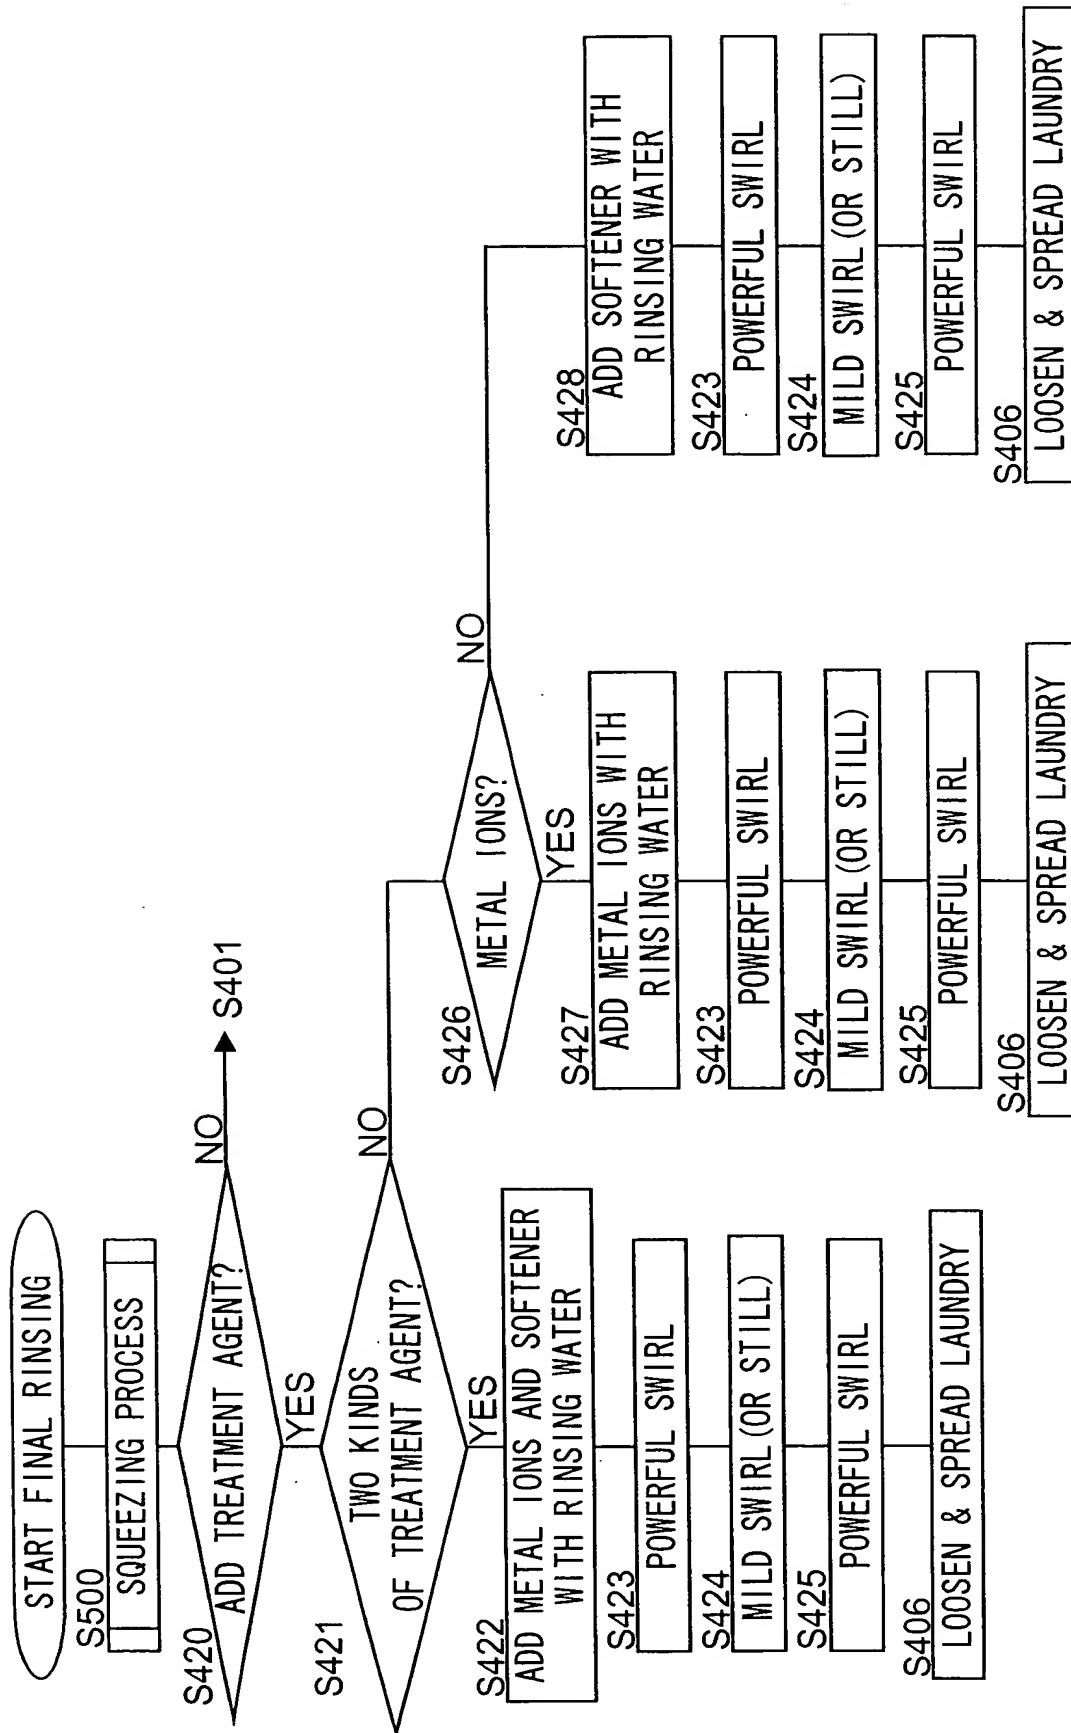 START FINAL RINSING
S500
SQUEEZING PROCESS
S420
ADD TREATMENT AGENT?
NO
S401
YES
S421
TWO KINDS
OF TREATMENT AGENT?
NO
YES
S422
ADD METAL IONS AND SOFTENER
WITH RINSING WATER
S423
POWERFUL SWIRL
S424
MILD SWIRL(OR STILL)
S425
POWERFUL SWIRL
S406
LOOSEN & SPREAD LAUNDRY
S426
METAL IONS?
NO
YES
S427
ADD METAL IONS WITH
RINSING WATER
S423
POWERFUL SWIRL
S424
MILD SWIRL(OR STILL)
S425
POWERFUL SWIRL
S406
LOOSEN & SPREAD LAUNDRY
S428
ADD SOFTENER WITH
RINSING WATER
S423
POWERFUL SWIRL
S424
MILD SWIRL(OR STILL)
S425
POWERFUL SWIRL
S406
LOOSEN & SPREAD LAUNDRY